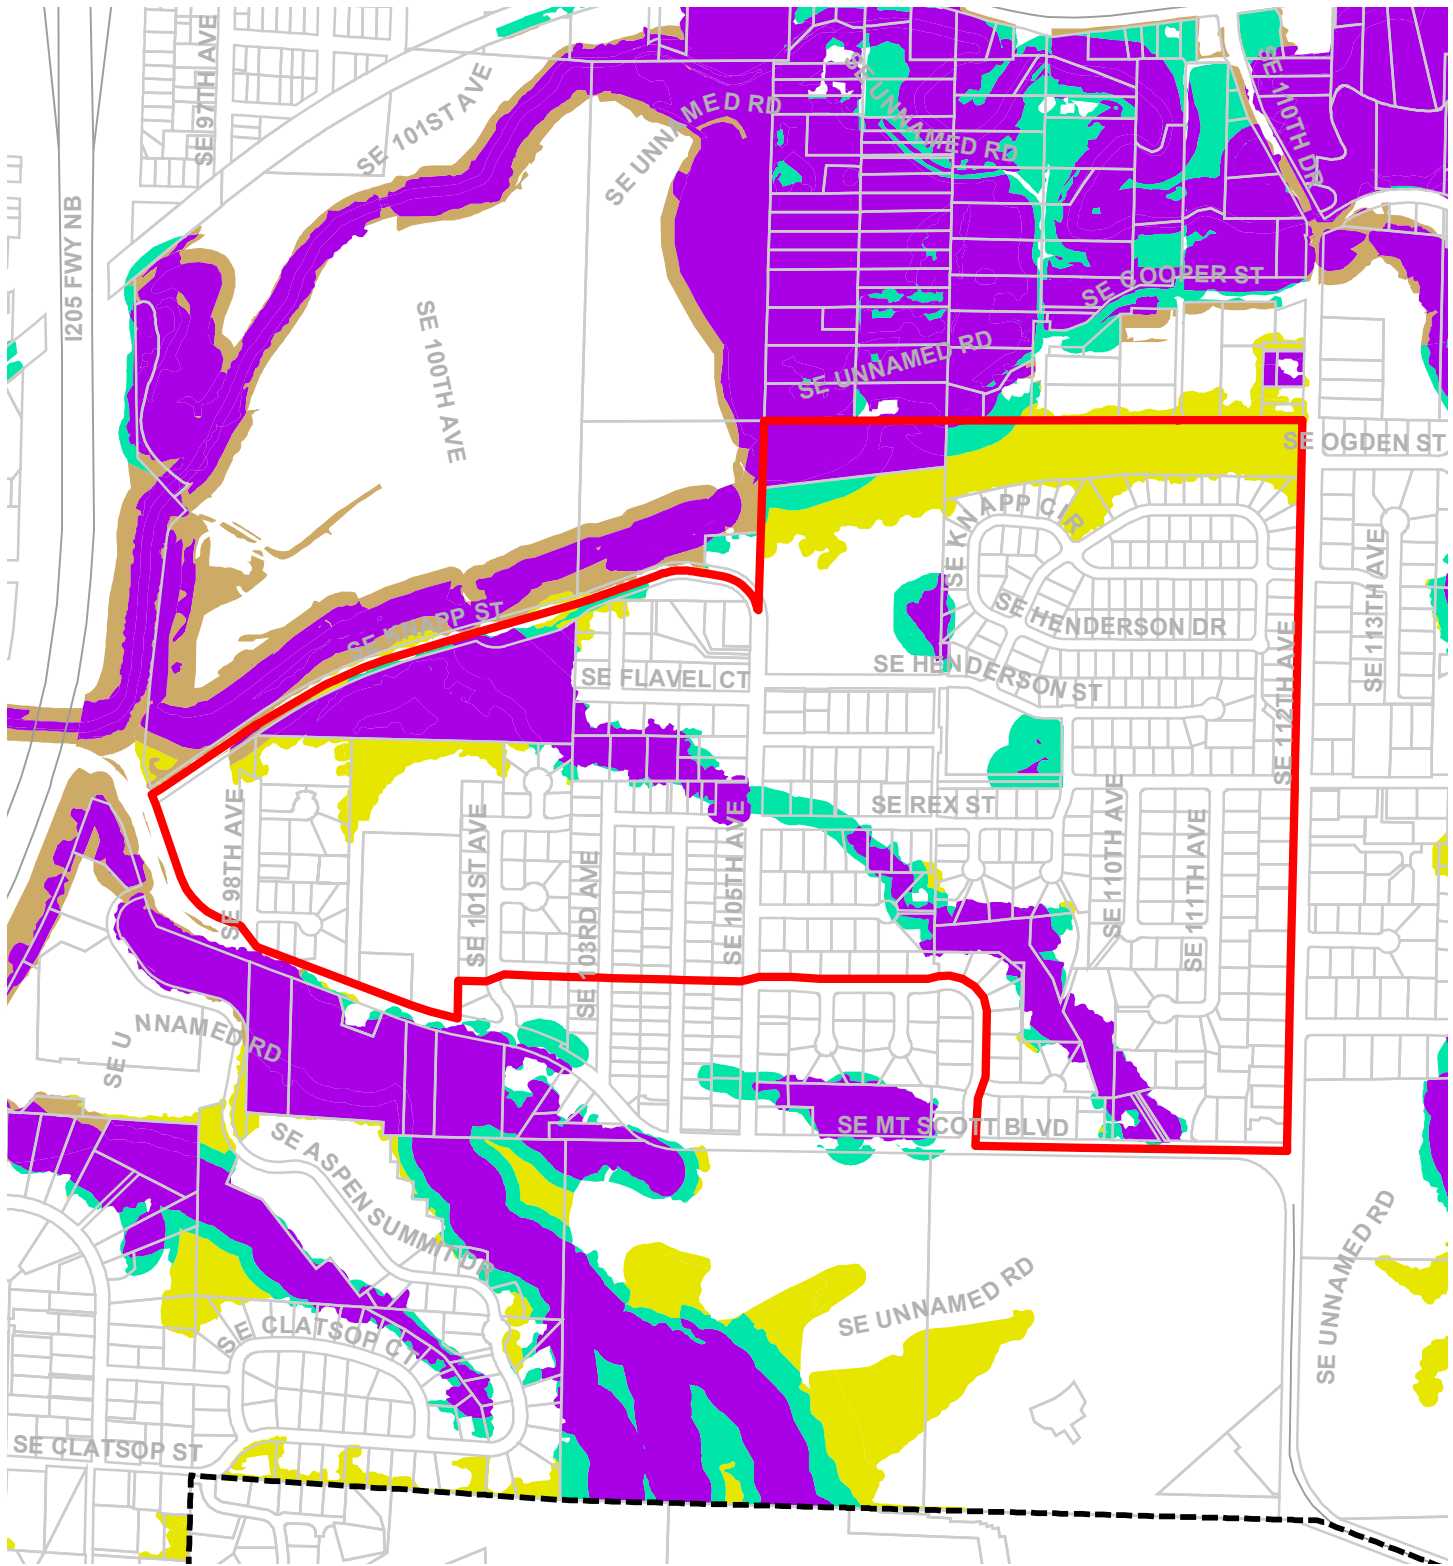 SE 97TH AVE
SE 101ST AVE
SE UNNAMED RD
SE UNNAMED RD
SE 110TH DR
I205 FWY NB
SE 100TH AVE
SE COOPER ST
SE UNNAMED RD
SE OGDEN ST
SE KNAPP CIR
SE 113TH AVE
SE KNAPP ST
SE HENDERSON DR
SE FLAVEL CT
SE HENDERSON ST
SE 112TH AVE
SE 98TH AVE
SE 101ST AVE
SE 103RD AVE
SE 105TH AVE
SE REX ST
SE 110TH AVE
SE 111TH AVE
SE UNNAMED RD
SE MT SCOTT BLVD
SE ASPEN SUMMIT DR
SE UNNAMED RD
SE UNNAMED RD
SE CLATSOP CT
SE CLATSOP ST